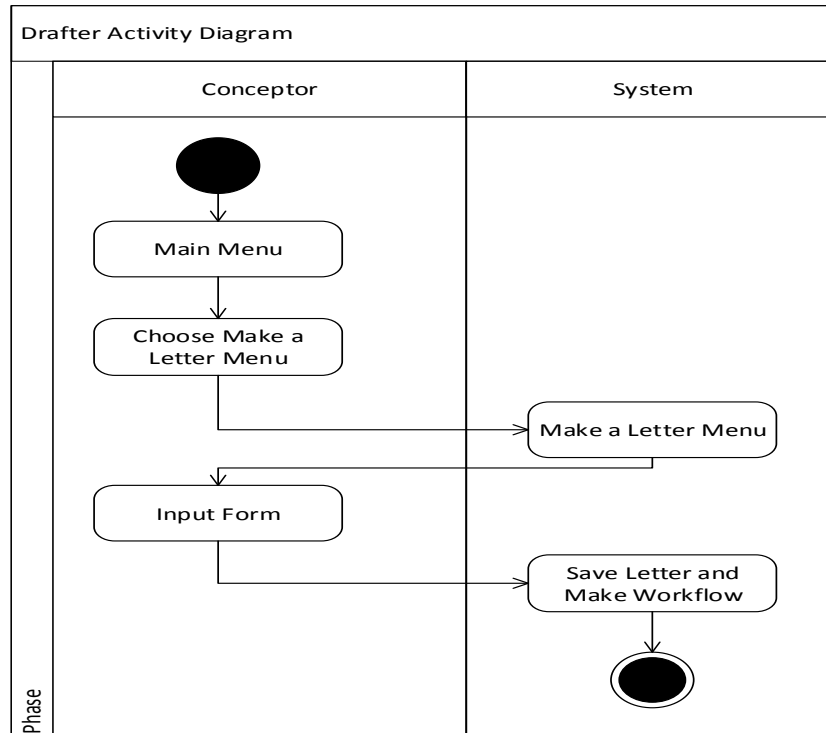 Drafter Activity Diagram
Conceptor
System
Main Menu
Choose Make a
Letter Menu
Make a Letter Menu
Input Form
Save Letter and
Make Workflow
Phase